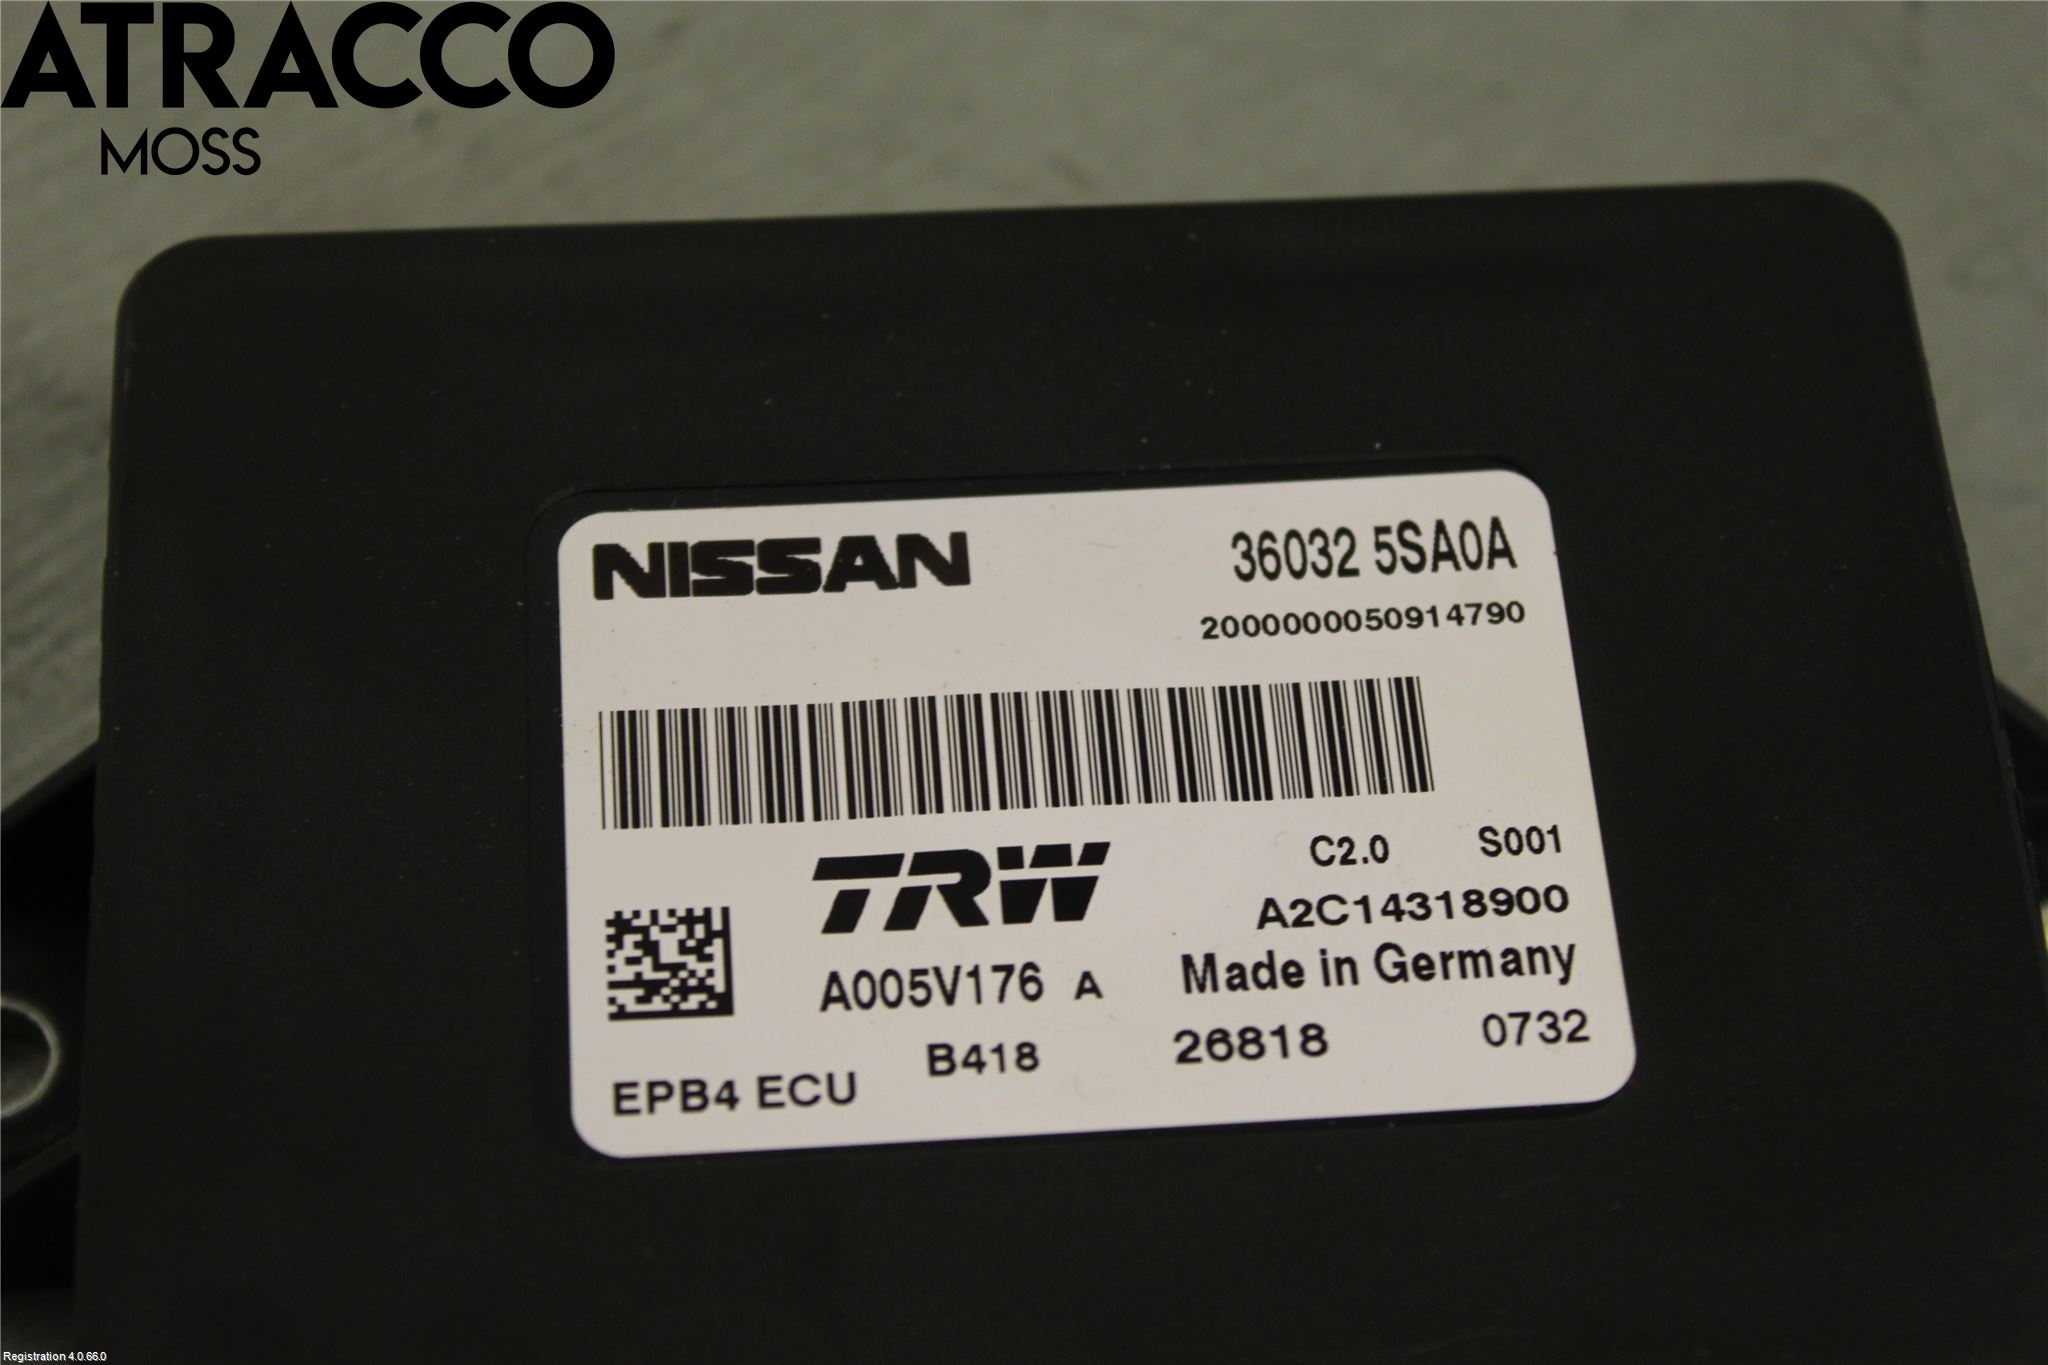 ATRACCO
MOSS
NISSAN
36032 5SA0A
2000000050914790
TRW
C2.0 S001
A2C14318900
A005V176 A
Made in Germany
B418 26818 0732
EPB4 ECU
Registration 4.0.66.0